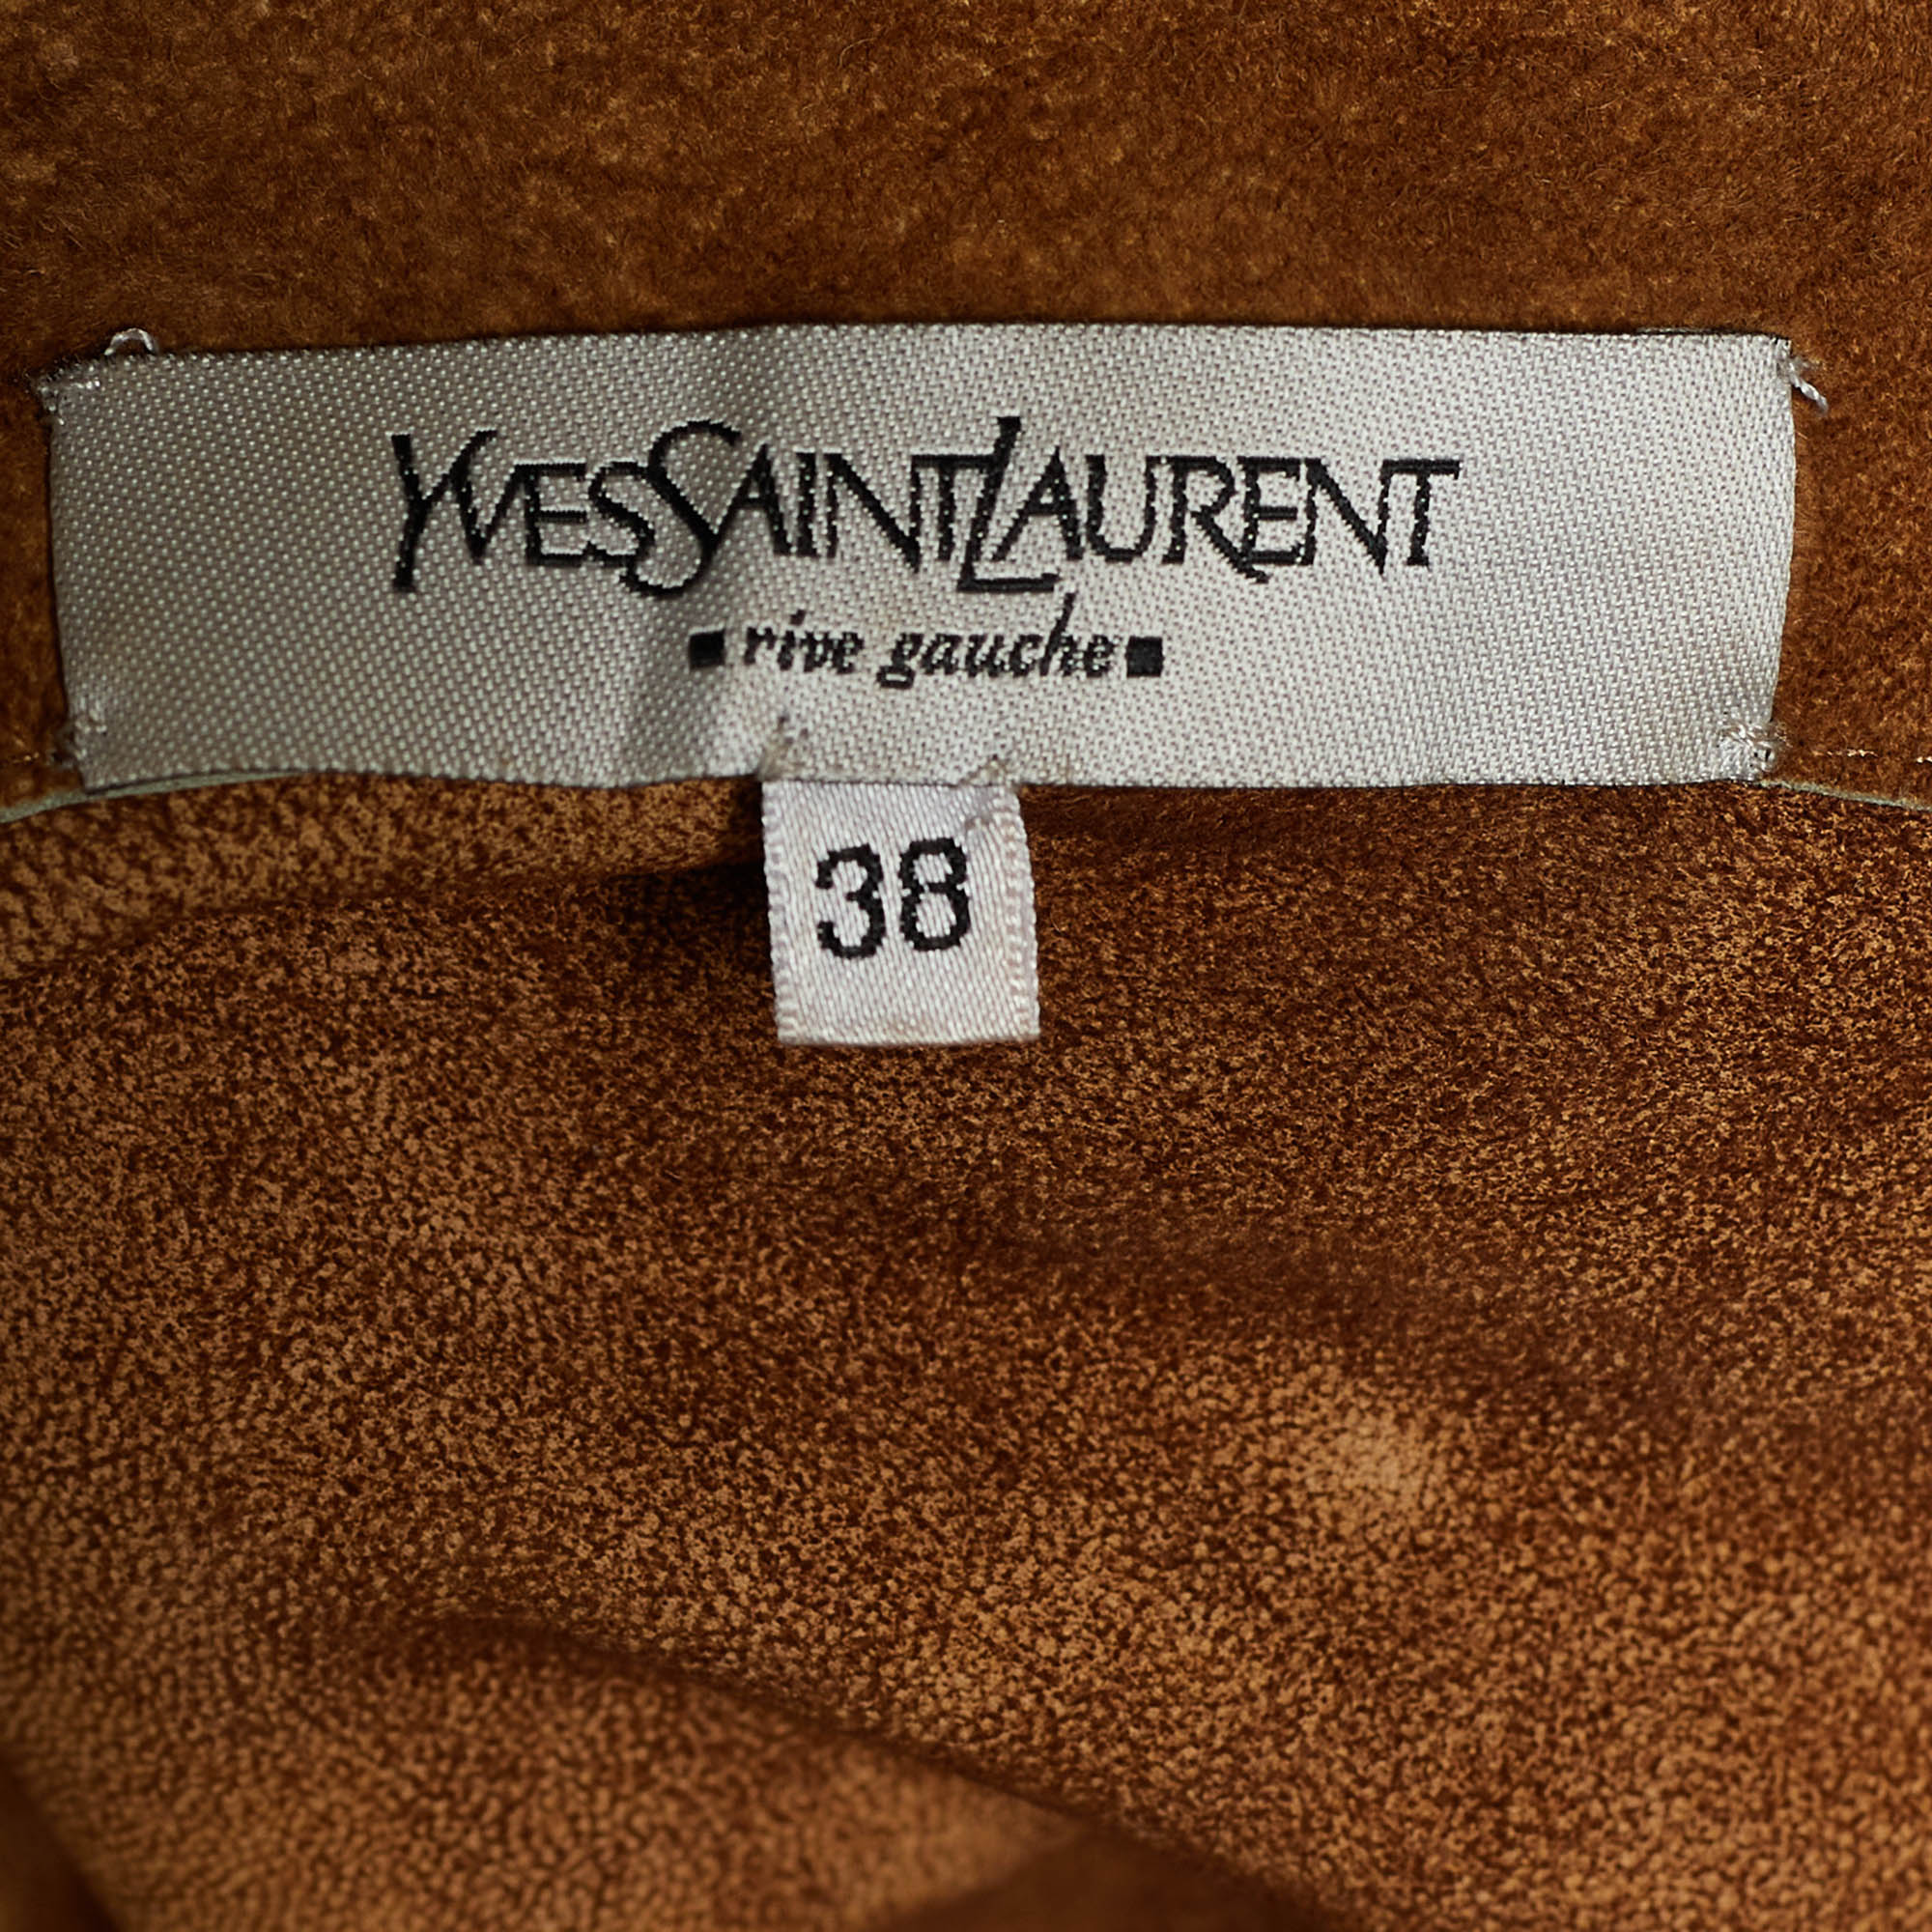 YVESSAINTLAURENT
▪rive gauche▪
38